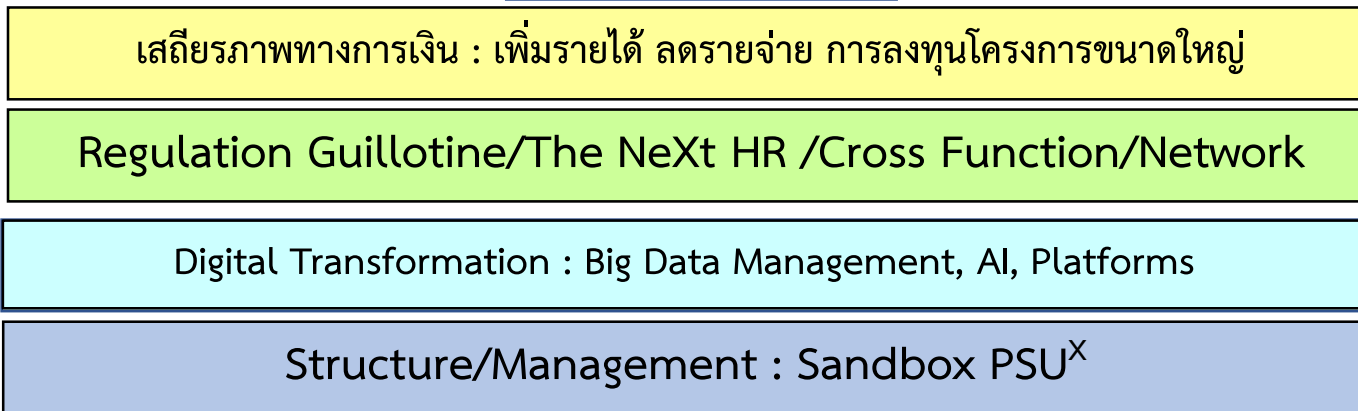 เสถียรภาพทางการเงิน : เพิ่มรายได้ ลดรายจ่าย การลงทุนโครงการขนาดใหญ่
Regulation Guillotine/The NeXt HR /Cross Function/Network
Digital Transformation : Big Data Management, AI, Platforms
Structure/Management : Sandbox PSUˣ